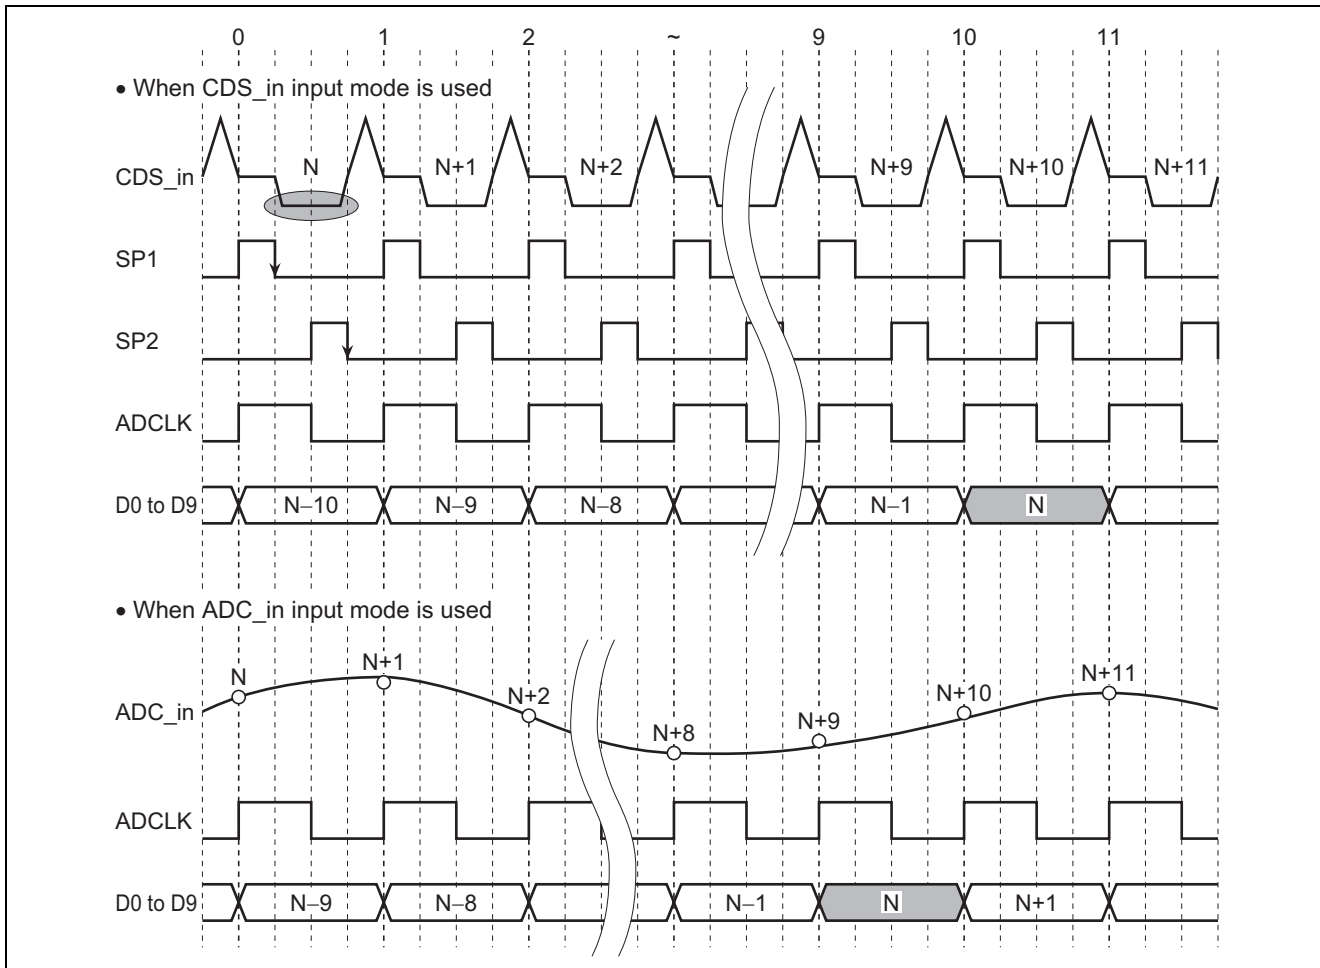 0 1 2 ~ 9 10 11
• When CDS_in input mode is used
CDS_in N N+1 N+2 N+9 N+10 N+11
SP1
SP2
ADCLK
D0 to D9 N–10 N–9 N–8 N–1 N
• When ADC_in input mode is used
ADC_in N N+1 N+2 N+8 N+9 N+10 N+11
ADCLK
D0 to D9 N–9 N–8 N–1 N N+1